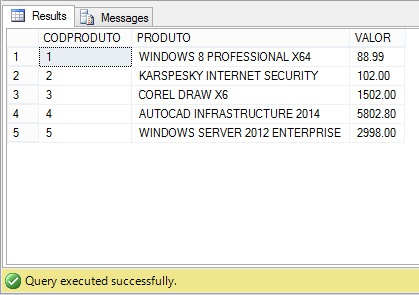 Results Messages
CODPRODUTO PRODUTO VALOR
1 1 WINDOWS 8 PROFESSIONAL X64 88.99
2 2 KARSPESKY INTERNET SECURITY 102.00
3 3 COREL DRAW X6 1502.00
4 4 AUTOCAD INFRASTRUCTURE 2014 5802.80
5 5 WINDOWS SERVER 2012 ENTERPRISE 2998.00
Query executed successfully.